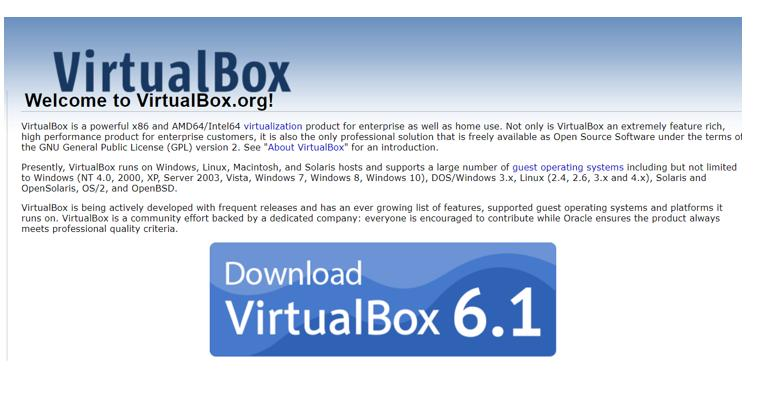 VirtualBox
Welcome to VirtualBox.org!
VirtualBox is a powerful x86 and AMD64/Intel64 virtualization product for enterprise as well as home use. Not only is VirtualBox an extremely feature rich,
high performance product for enterprise customers, it is also the only professional solution that is freely available as Open Source Software under the terms of
the GNU General Public License (GPL) version 2. See "About VirtualBox" for an introduction.
Presently, VirtualBox runs on Windows, Linux, Macintosh, and Solaris hosts and supports a large number of guest operating systems including but not limited
to Windows (NT 4.0, 2000, XP, Server 2003, Vista, Windows 7, Windows 8, Windows 10), DOS/Windows 3.x, Linux (2.4, 2.6, 3.x and 4.x), Solaris and
OpenSolaris, OS/2, and OpenBSD.
VirtualBox is being actively developed with frequent releases and has an ever growing list of features, supported guest operating systems and platforms it
runs on. VirtualBox is a community effort backed by a dedicated company: everyone is encouraged to contribute while Oracle ensures the product always
meets professional quality criteria.
Download
VirtualBox 6.1